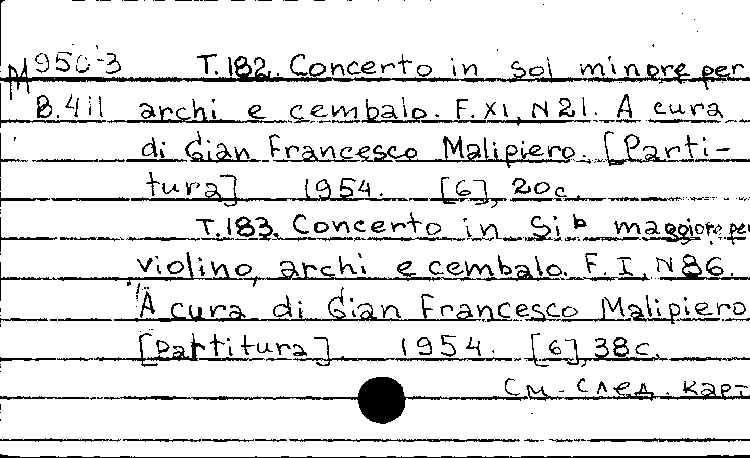 М 950-3 T.182. Concerto in sol minore per
В.411 archi e cembalo. F.XI, N21. A cura
di Gian Francesco Malipiero. [Parti-
tura] 1954. [6], 20c.
T.183. Concerto in Si b maggiore per
violino, archi e cembalo. F. I, N86.
A cura di Gian Francesco Malipiero
[Partitura] 1954. [6], 38c.
См. след. карт